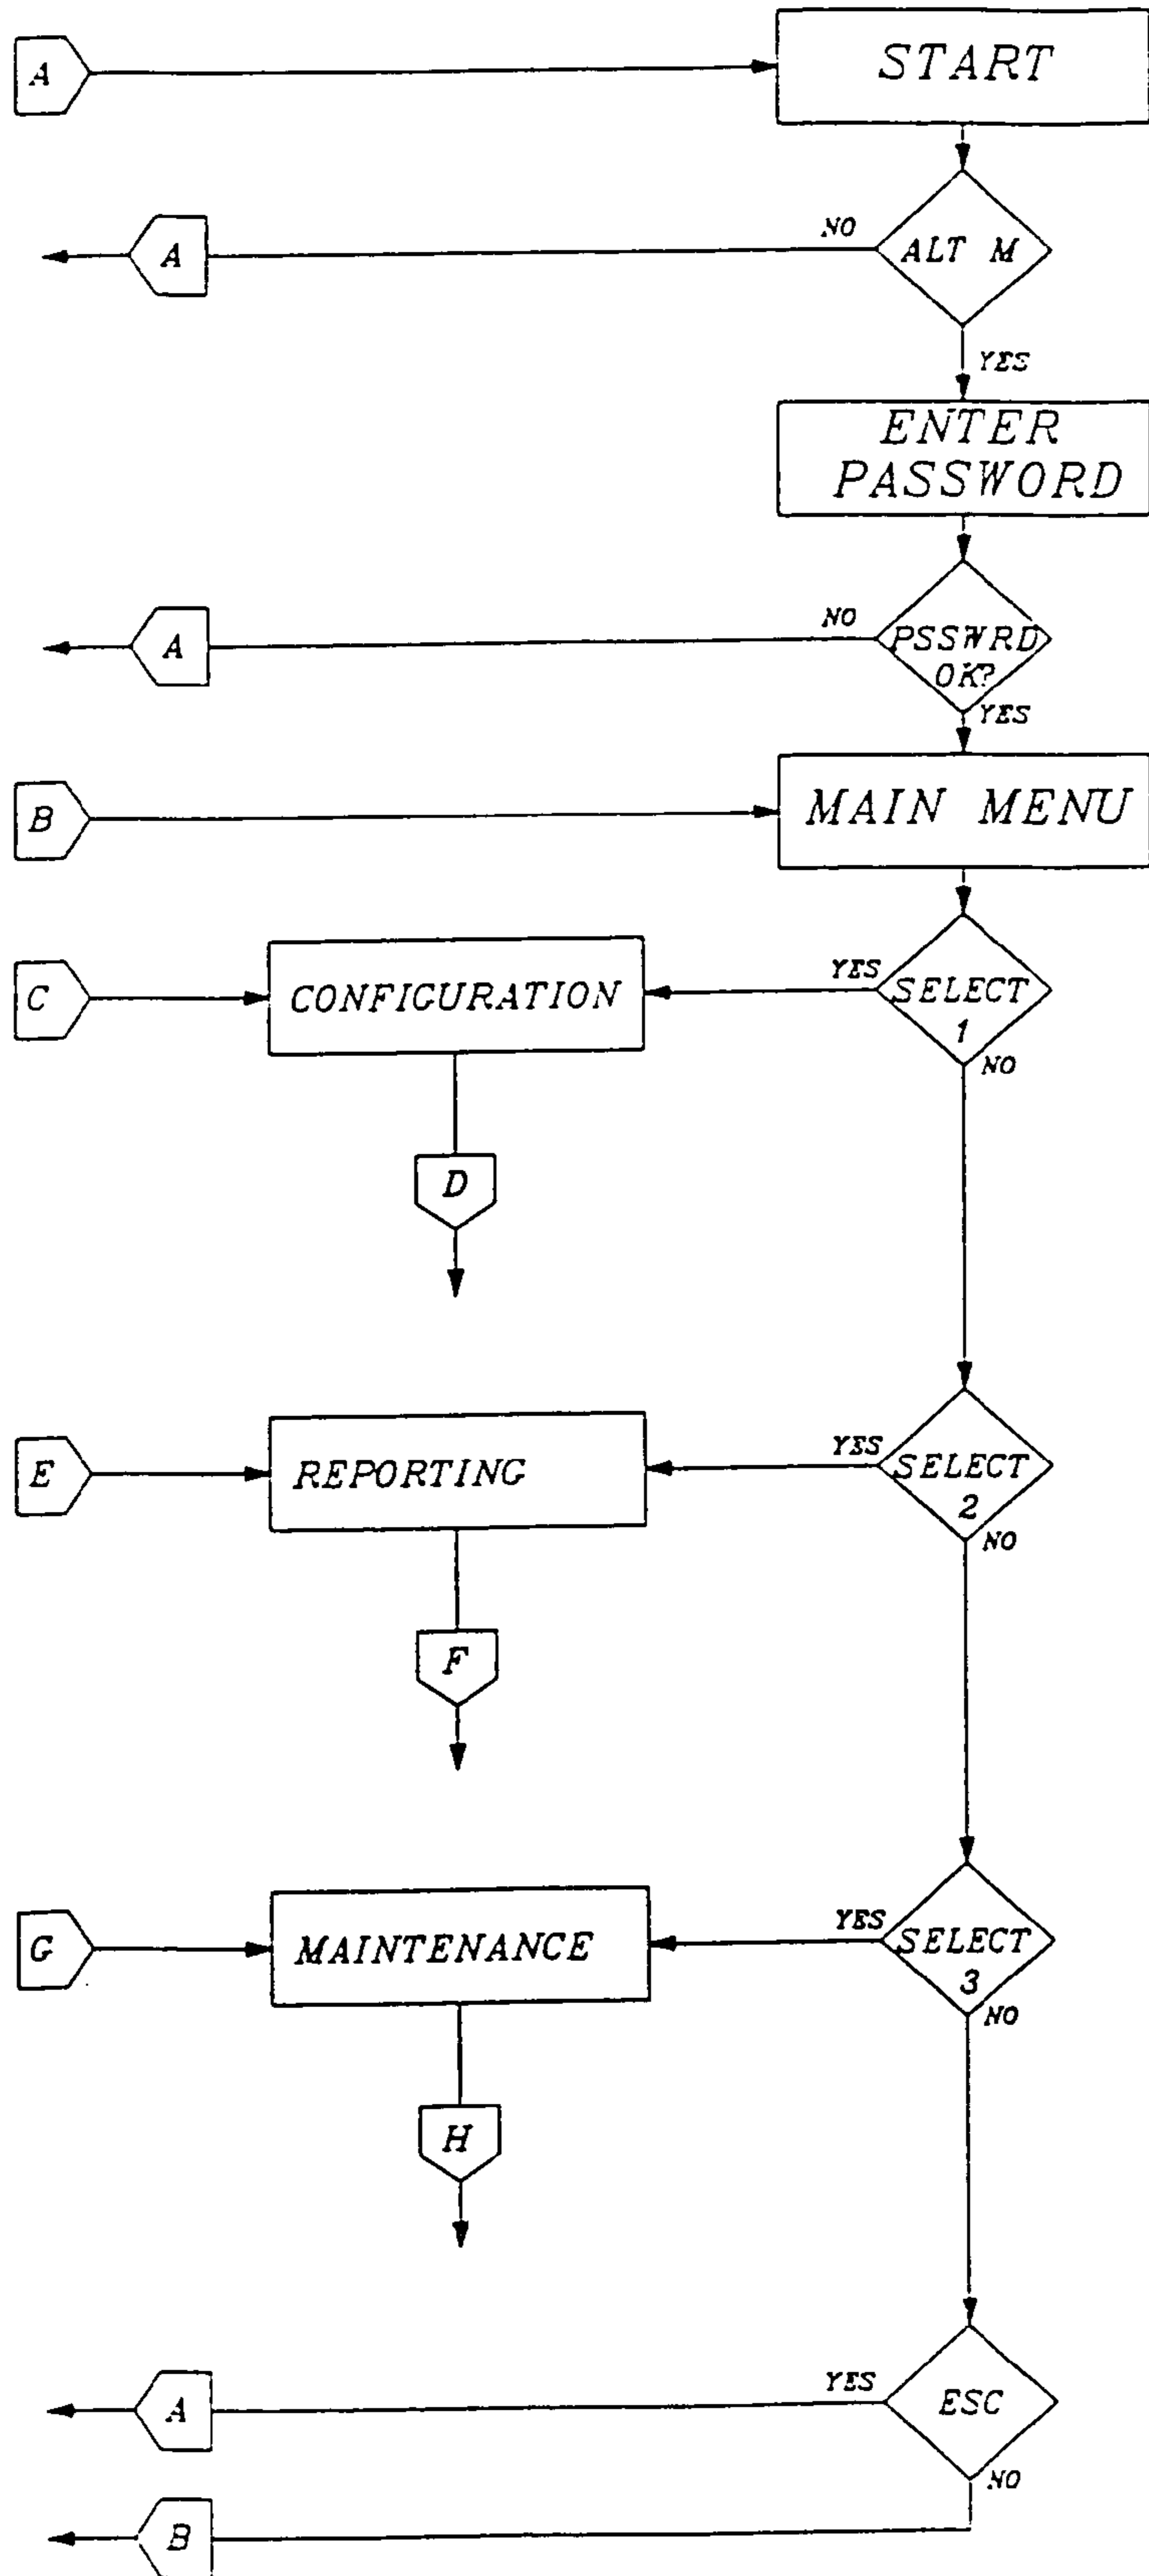 A
START
A
NO
ALT M
YES
ENTER
PASSWORD
A
NO
PSSWRD
OK?
YES
B
MAIN MENU
C
CONFIGURATION
YES
SELECT
1
NO
D
E
REPORTING
YES
SELECT
2
NO
F
G
MAINTENANCE
YES
SELECT
3
NO
H
A
YES
ESC
NO
B